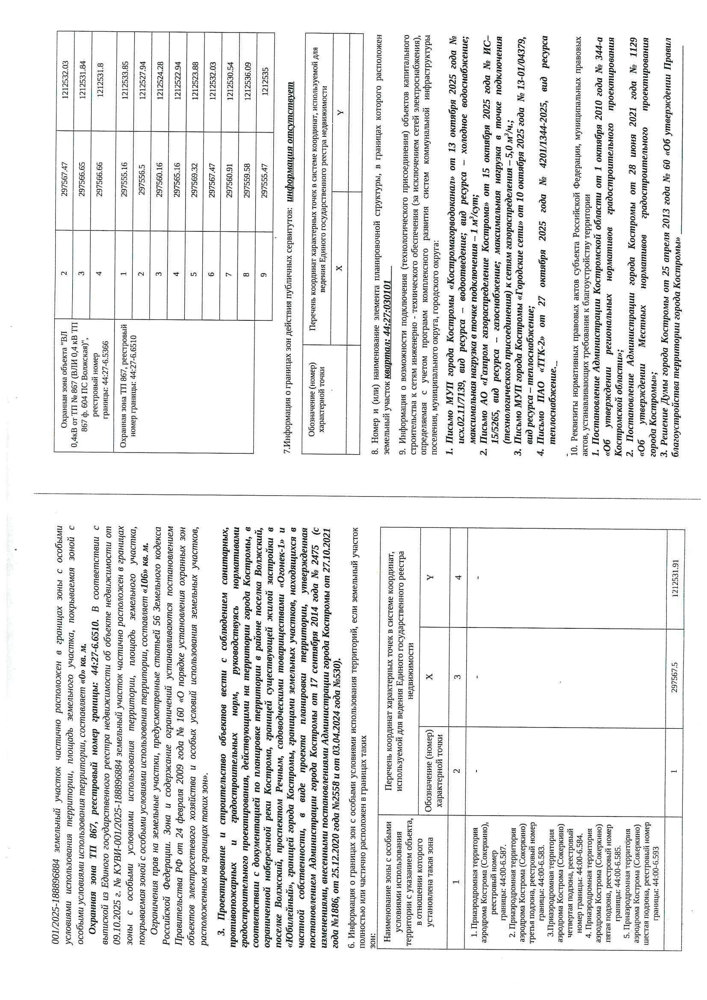 001/2025-188896884 земельный участок частично расположен в границах зоны с особыми
условиями использования территории, площадь земельного участка, покрываемая зоной с
особыми условиями использования территории, составляет «0» кв. м.
Охранная зона ТП 867, реестровый номер границы: 44:27-6.6510. В соответствии с
выпиской из Единого государственного реестра недвижимости об объекте недвижимости от
09.10.2025 г. № КУВИ-001/2025-188896884 земельный участок частично расположен в границах
зоны с особыми условиями использования территории, площадь земельного участка,
покрываемая зоной с особыми условиями использования территории, составляет «106» кв. м.
Ограничения прав на земельные участки, предусмотренные статьей 56 Земельного кодекса
Российской Федерации. Зона и содержание ограничений устанавливаются постановлением
Правительства РФ от 24 февраля 2009 года № 160 «О порядке установления охранных зон
объектов электросетевого хозяйства и особых условий использования земельных участков,
расположенных на границах таких зон».
3. Проектирование и строительство объектов вести с соблюдением санитарных,
противопожарных и градостроительных норм, руководствуясь нормативами
градостроительного проектирования, действующими на территории города Костромы, в
соответствии с документацией по планировке территории в районе поселка Волжский,
ограниченной набережной реки Кострома, границей существующей жилой застройки в
поселке Волжский, проспектом Речным, садоводческими товариществами «Огонек-1» и
«Юбилейный», границей города Костромы, границами земельных участков, находящихся в
частной собственности, в виде проекта планировки территории, утвержденная
постановлением Администрации города Костромы от 17 сентября 2014 года № 2475 (с
изменениями, внесенными постановлениями Администрации города Костромы от 27.10.2021
года №1886, от 25.12.2020 года №2558 и от 03.04.2024 года №530).
6. Информация о границах зон с особыми условиями использования территорий, если земельный участок
полностью или частично расположен в границах таких
зон:
Наименование зоны с особыми
условиями использования
территории с указанием объекта,
в отношении которого
установлена такая зона
Перечень координат характерных точек в системе координат,
используемой для ведения Единого государственного реестра
недвижимости
Обозначение (номер)
характерной точки
X
Y
1 2 3 4
1. Приаэродромная территория
аэродрома Кострома (Сокеркино),
реестровый номер
границы: 44:00-6.587.
2. Приаэродромная территория
аэродрома Кострома (Сокеркино)
третья подзона, реестровый номер
границы: 44:00-6.583.
3.Приаэродромная территория
аэродрома Кострома (Сокеркино)
четвертая подзона, реестровый
номер границы: 44:00-6.584.
4. Приаэродромная территория
аэродрома Кострома (Сокеркино)
пятая подзона, реестровый номер
границы: 44:00-6.585.
5. Приаэродромная территория
аэродрома Кострома (Сокеркино)
шестая подзона, реестровый номер
границы: 44:00-6.593
- - -
1 297567.5 1212531.91
Охранная зона объекта "ВЛ
0,4кВ от ТП № 867 (ВЛИ 0,4 кВ ТП
867 ф. 604 ПС Волжская)",
реестровый номер
границы: 44:27-6.5366
2 297567.47 1212532.03
3 297566.65 1212531.84
4 297566.66 1212531.8
Охранная зона ТП 867, реестровый
номер границы: 44:27-6.6510
1 297555.16 1212533.85
2 297556.5 1212527.94
3 297560.16 1212524.28
4 297565.16 1212522.94
5 297569.32 1212523.88
6 297567.47 1212532.03
7 297560.91 1212530.54
8 297559.58 1212536.09
9 297555.47 1212535
7.Информация о границах зон действия публичных сервитутов: информация отсутствует
Обозначение (номер)
характерной точки
Перечень координат характерных точек в системе координат, используемой для
ведения Единого государственного реестра недвижимости
X
Y
8. Номер и (или) наименование элемента планировочной структуры, в границах которого расположен
земельный участок квартал: 44:27:030101
9. Информация о возможности подключения (технологического присоединения) объектов капитального
строительства к сетям инженерно - технического обеспечения (за исключением сетей электроснабжения),
определяемая с учетом программ комплексного развития систем коммунальной инфраструктуры
поселения, муниципального округа, городского округа:
1. Письмо МУП города Костромы «Костромагорводоканал» от 13 октября 2025 года №
исх.02.11/7139, вид ресурса – водоотведение; вид ресурса – холодное водоснабжение;
максимальная нагрузка в точке подключения – 1 м³/сут;
2. Письмо АО «Газпром газораспределение Кострома» от 15 октября 2025 года № ИС–
15/5265, вид ресурса – газоснабжение; максимальная нагрузка в точке подключения
(технологического присоединения) к сетям газораспределения – 5,0 м³/ч.;
3. Письмо МУП города Костромы «Городские сети» от 10 октября 2025 года № 13-01/04379,
вид ресурса – теплоснабжение;
4. Письмо ПАО «ТГК-2» от 27 октября 2025 года № 4201/1344-2025, вид ресурса
теплоснабжение.
10. Реквизиты нормативных правовых актов субъекта Российской Федерации, муниципальных правовых
актов, устанавливающих требования к благоустройству территории
1. Постановление Администрации Костромской области от 1 октября 2010 года № 344-а
«Об утверждении региональных нормативов градостроительного проектирования
Костромской области»;
2. Постановление Администрации города Костромы от 28 июня 2021 года № 1129
«Об утверждении Местных нормативов градостроительного проектирования
города Костромы»;
3. Решение Думы города Костромы от 25 апреля 2013 года № 60 «Об утверждении Правил
благоустройства территории города Костромы»